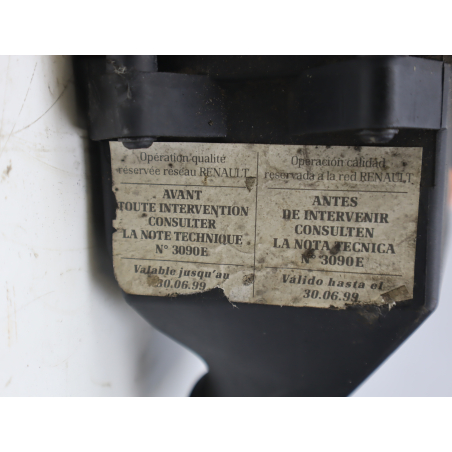 Opération qualité
réservée réseau RENAULT
AVANT
TOUTE INTERVENTION
CONSULTER
LA NOTE TECHNIQUE
N° 3090E
Valable jusqu'au
30.06.99
Operación calidad
reservada a la red RENAULT
ANTES
DE INTERVENIR
CONSULTEN
LA NOTA TECNICA
N° 3090E
Válido hasta el
30.06.99